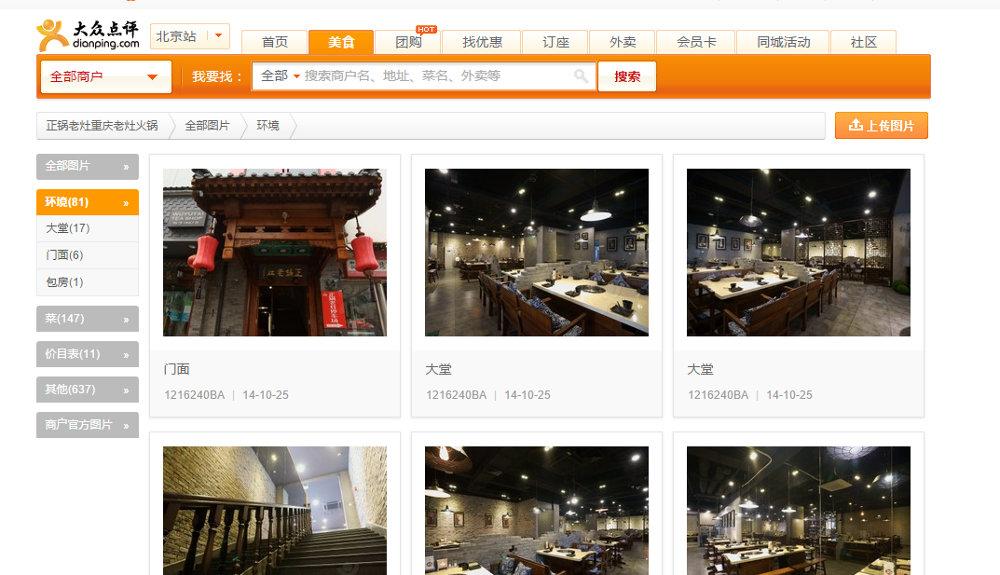 大众点评
dianping.com
北京站
首页
美食
团购
HOT
找优惠
订座
外卖
会员卡
同城活动
社区
全部商户
我要找：
全部
搜索商户名、地址、菜名、外卖等
搜索
正锅老灶重庆老灶火锅
全部图片
环境
上传图片
全部图片 »
环境(81) »
大堂(17)
门面(6)
包房(1)
菜(147) »
价目表(11) »
其他(637) »
商户官方图片 »
门面
1216240BA | 14-10-25
大堂
1216240BA | 14-10-25
大堂
1216240BA | 14-10-25